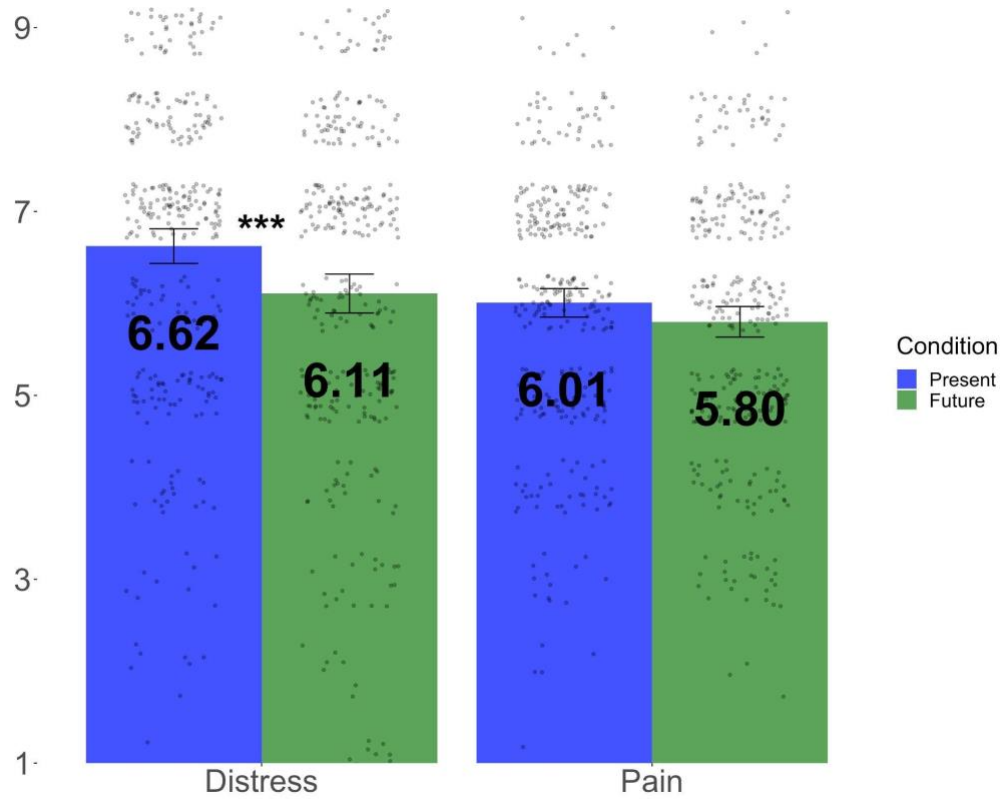 9
7
***
6.62
6.11
6.01
5.80
5
3
1
Distress
Pain
Condition
Present
Future